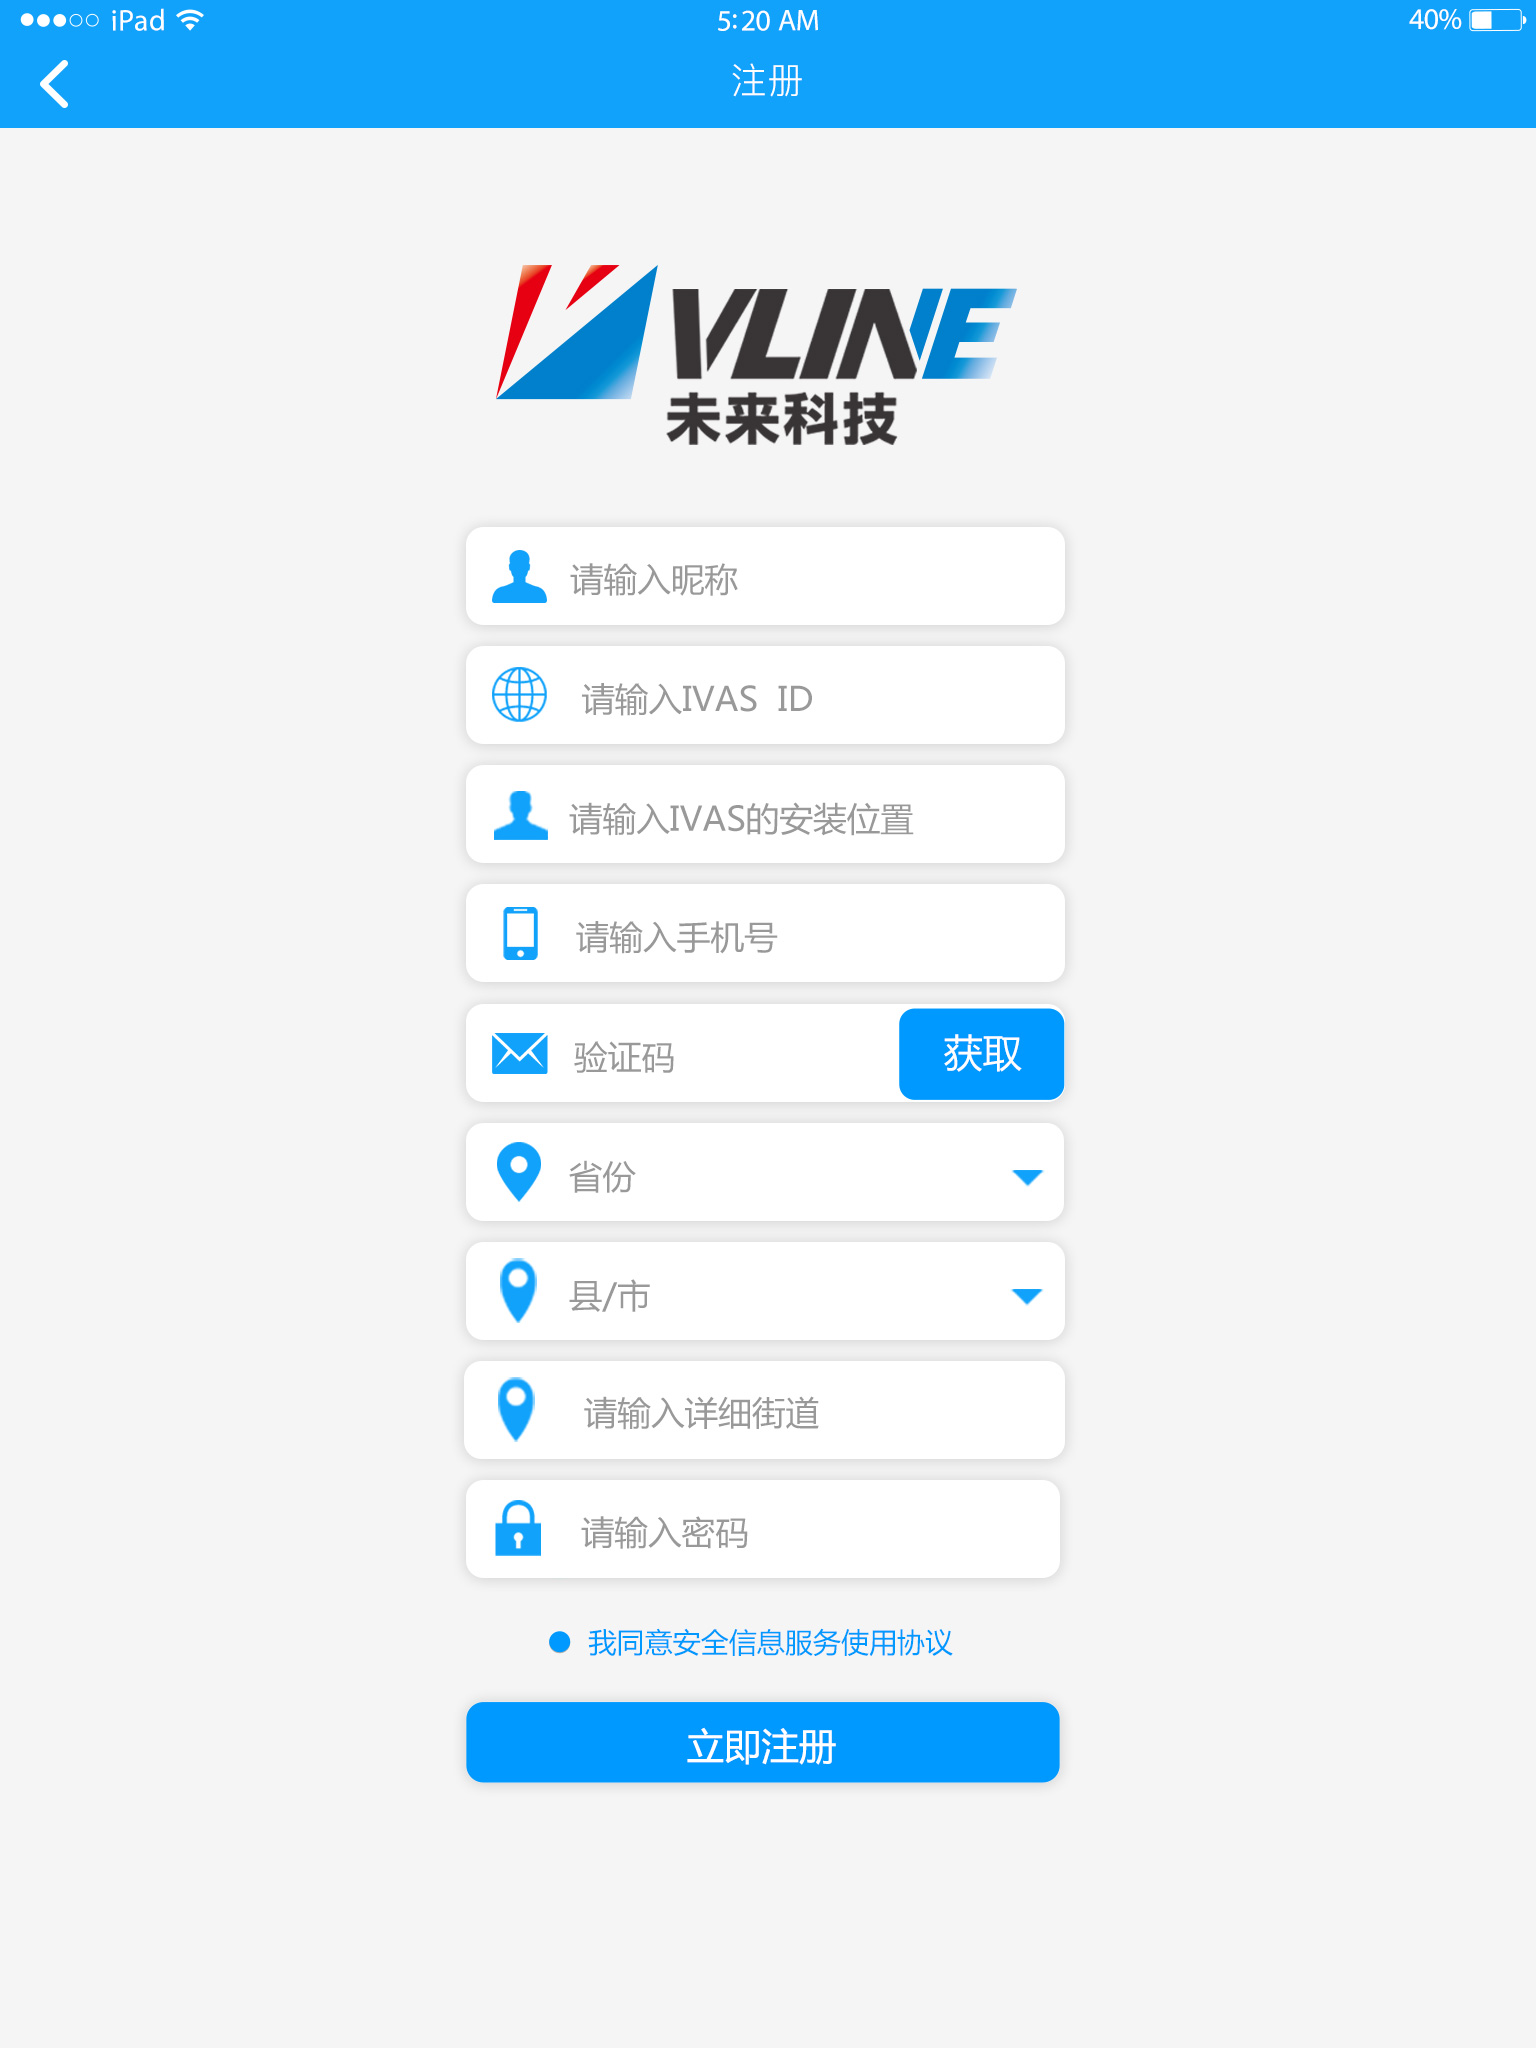 iPad 5:20 AM 40%
注册
VLINE
未来科技
请输入昵称
请输入IVAS ID
请输入IVAS的安装位置
请输入手机号
验证码 获取
省份
县/市
请输入详细街道
请输入密码
我同意安全信息服务使用协议
立即注册